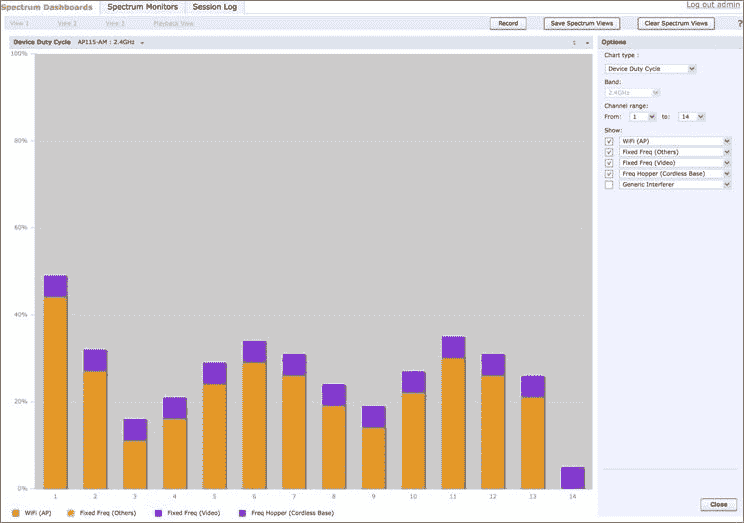 Spectrum Dashboards Spectrum Monitors Session Log Log out admin
View 1 View 2 View 3 Playback View Record Save Spectrum Views Clear Spectrum Views ?
Device Duty Cycle AP115-AM : 2.4GHz 1 Options
100%
80%
60%
40%
20%
0%
1 2 3 4 5 6 7 8 9 10 11 12 13 14
WiFi (AP) Fixed Freq (Others) Fixed Freq (Video) Freq Hopper (Cordless Base)
Chart type :
Device Duty Cycle
Band:
2.4GHz
Channel range:
From: 1 to: 14
Show:
WiFi (AP)
Fixed Freq (Others)
Fixed Freq (Video)
Freq Hopper (Cordless Base)
Generic Interferer
Close